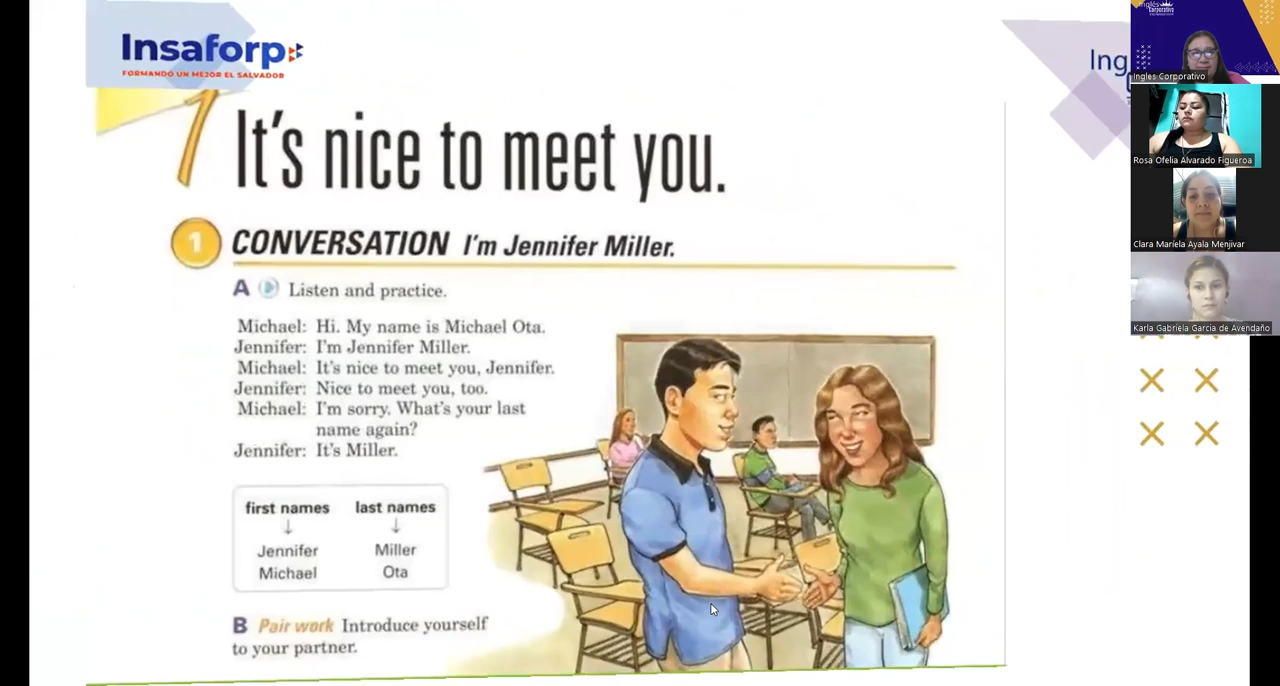 Insaforp
FORMANDO UN MEJOR EL SALVADOR
Ing
1
It's nice to meet you.
1 CONVERSATION I'm Jennifer Miller.
A Listen and practice.
Michael: Hi. My name is Michael Ota.
Jennifer: I'm Jennifer Miller.
Michael: It's nice to meet you, Jennifer.
Jennifer: Nice to meet you, too.
Michael: I'm sorry. What's your last
name again?
Jennifer: It's Miller.
first names last names
Jennifer Miller
Michael Ota
B Pair work Introduce yourself
to your partner.
Inglés
Corporativo
Ingles Corporativo
Rosa Ofelia Alvarado Figueroa
Clara Mariela Ayala Menjivar
Karla Gabriela Garcia de Avendaño